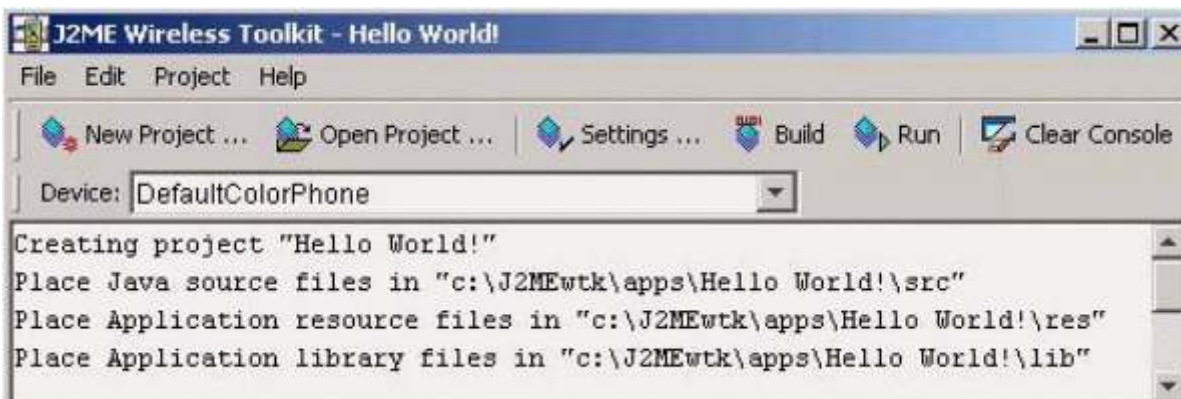 J2ME Wireless Toolkit - Hello World!
File Edit Project Help
New Project ... Open Project ... Settings ... Build Run Clear Console
Device: DefaultColorPhone
Creating project "Hello World!"
Place Java source files in "c:\J2MEwtk\apps\Hello World!\src"
Place Application resource files in "c:\J2MEwtk\apps\Hello World!\res"
Place Application library files in "c:\J2MEwtk\apps\Hello World!\lib"